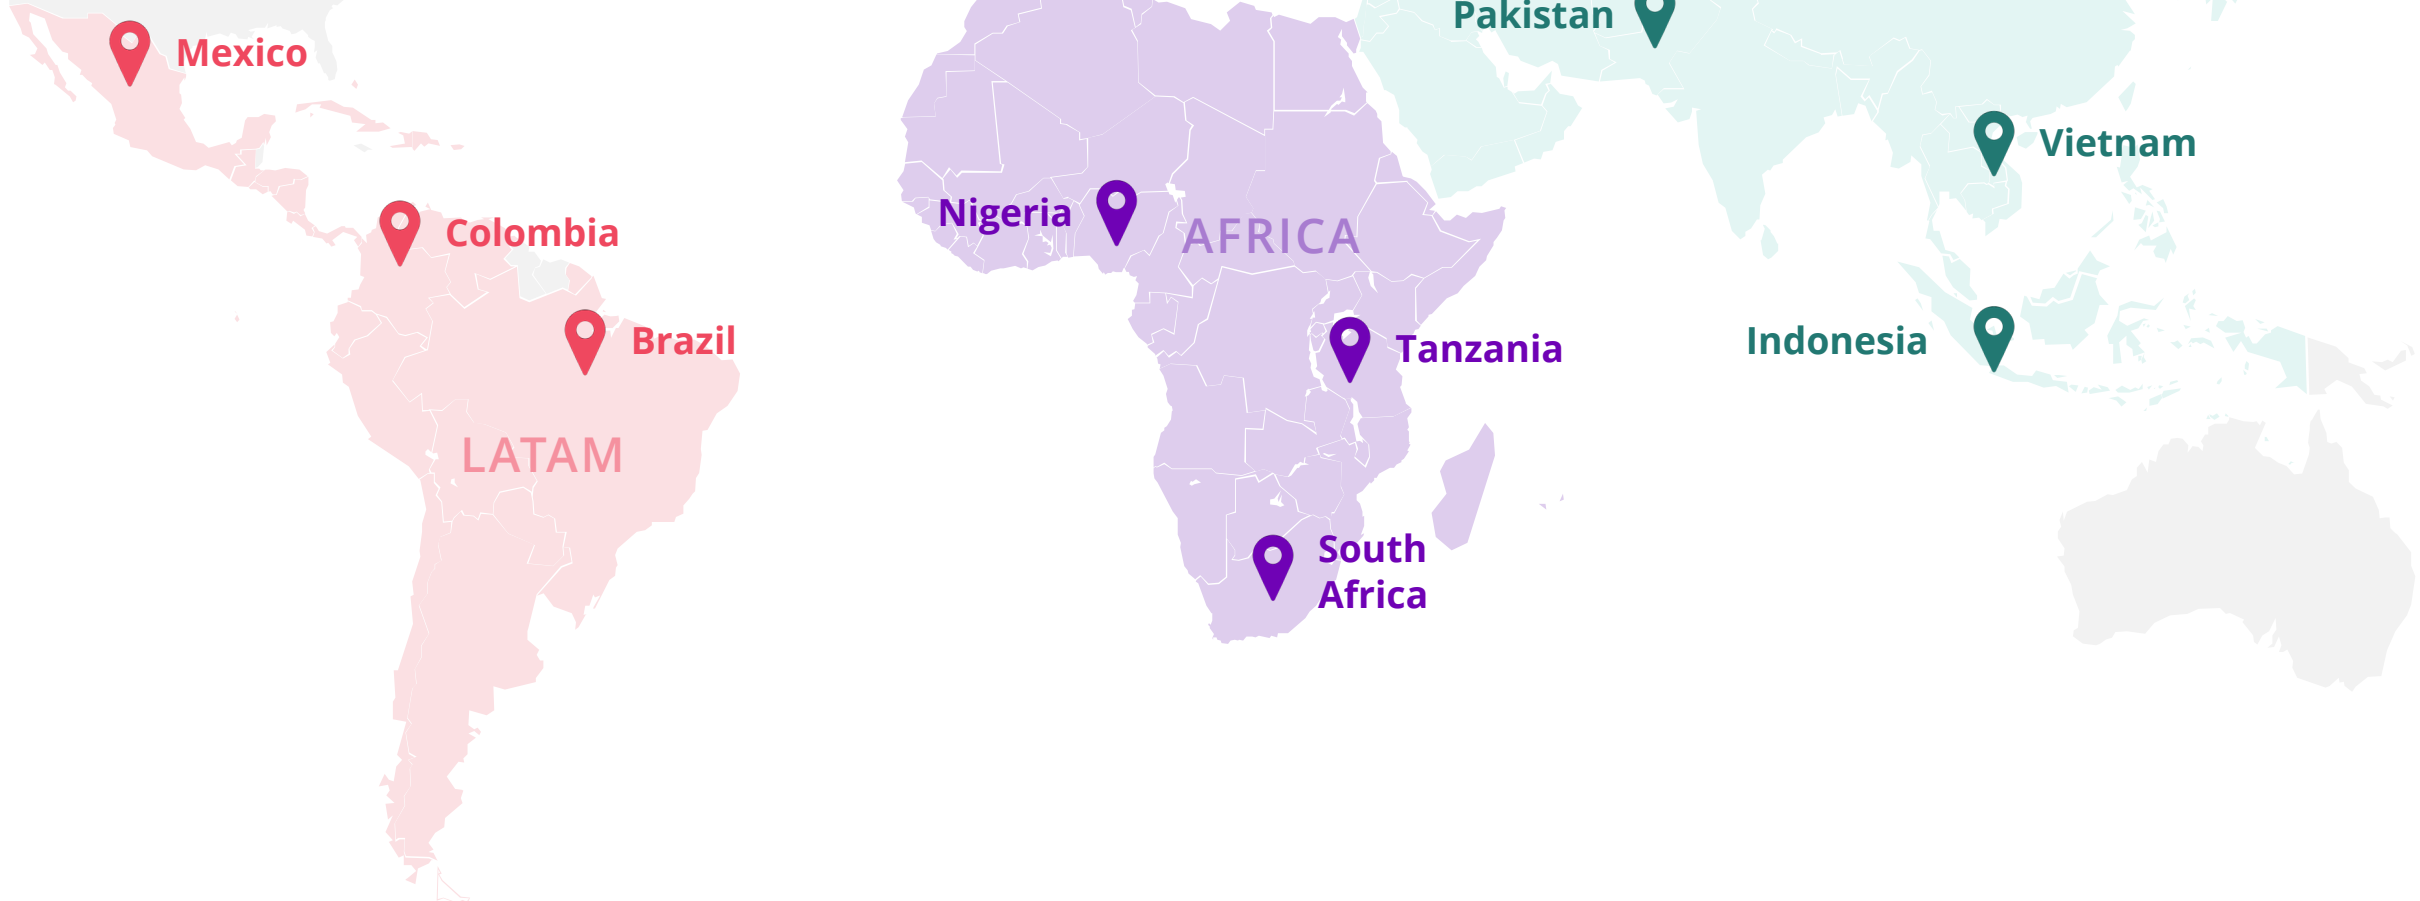 Mexico
Colombia
Brazil
LATAM
Nigeria
AFRICA
Tanzania
South
Africa
Pakistan
Vietnam
Indonesia